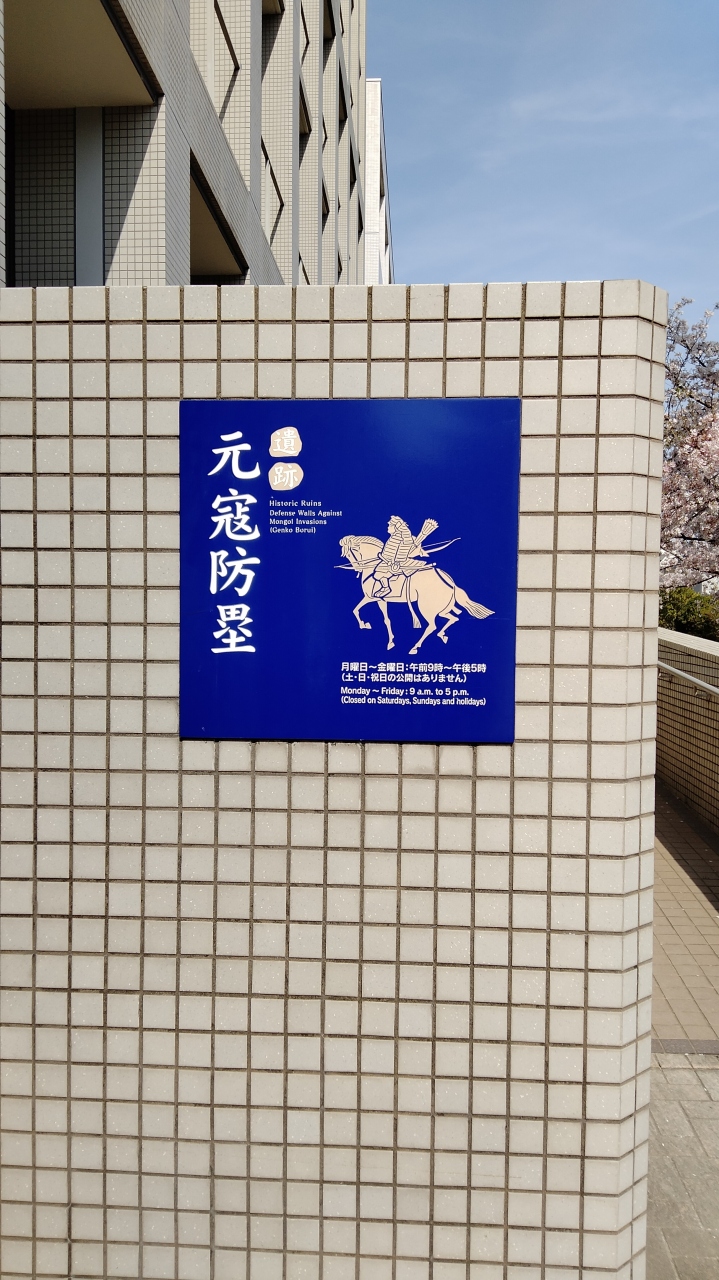 元寇防塁
遺跡
Historic Ruins
Defense Walls Against
Mongol Invasions
(Genko Borui)
月曜日〜金曜日:午前9時〜午後5時
(土・日・祝日の公開はありません)
Monday 〜 Friday : 9 a.m. to 5 p.m.
(Closed on Saturdays, Sundays and holidays)